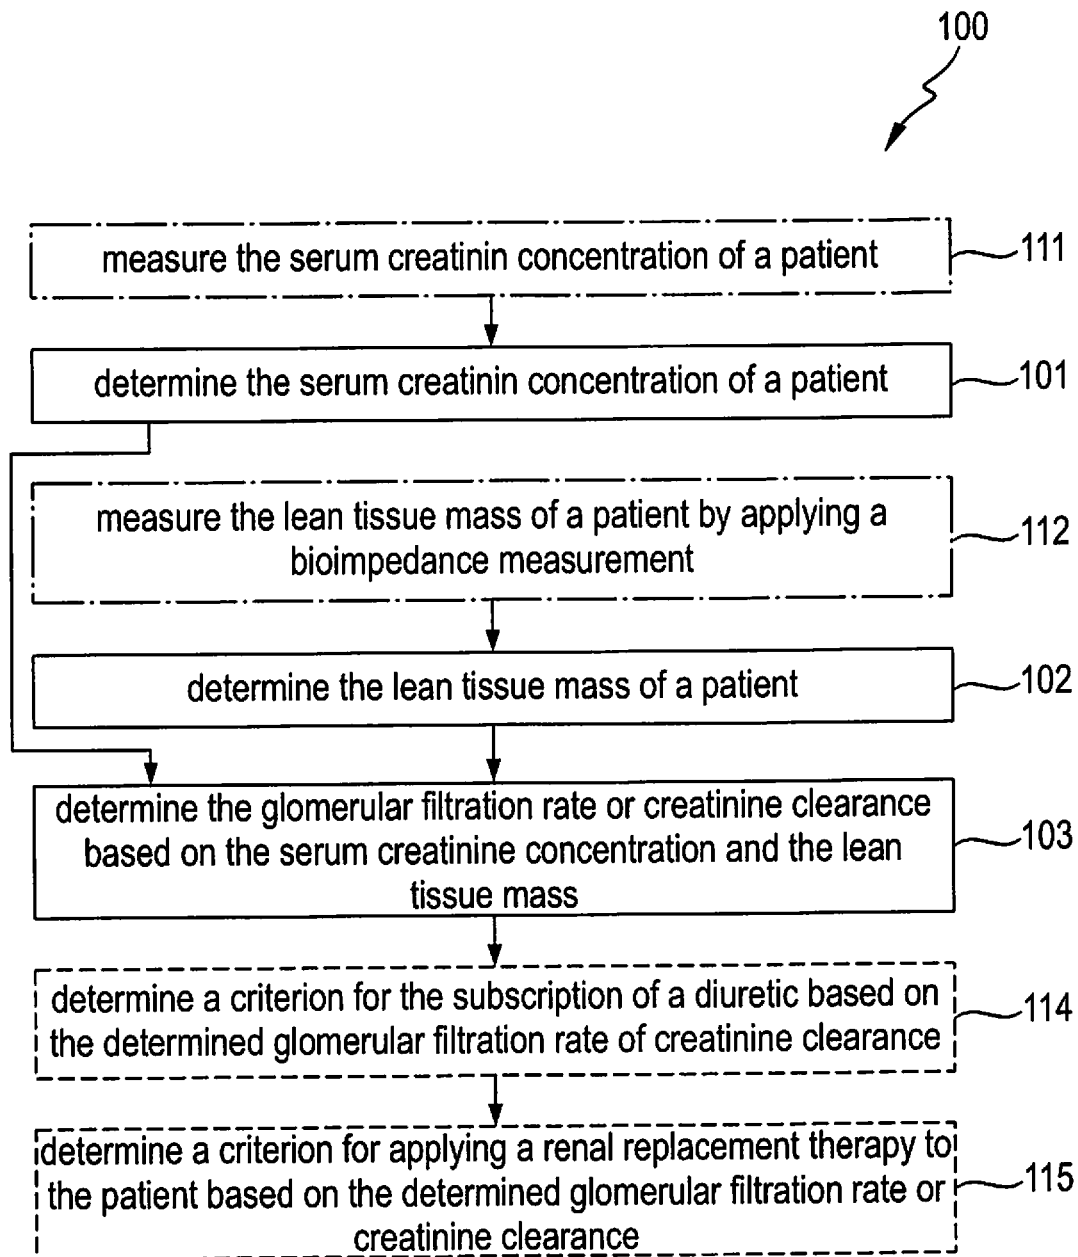 100
measure the serum creatinin concentration of a patient
111
determine the serum creatinin concentration of a patient
101
measure the lean tissue mass of a patient by applying a
bioimpedance measurement
112
determine the lean tissue mass of a patient
102
determine the glomerular filtration rate or creatinine clearance
based on the serum creatinine concentration and the lean
tissue mass
103
determine a criterion for the subscription of a diuretic based on
the determined glomerular filtration rate of creatinine clearance
114
determine a criterion for applying a renal replacement therapy to
the patient based on the determined glomerular filtration rate or
creatinine clearance
115